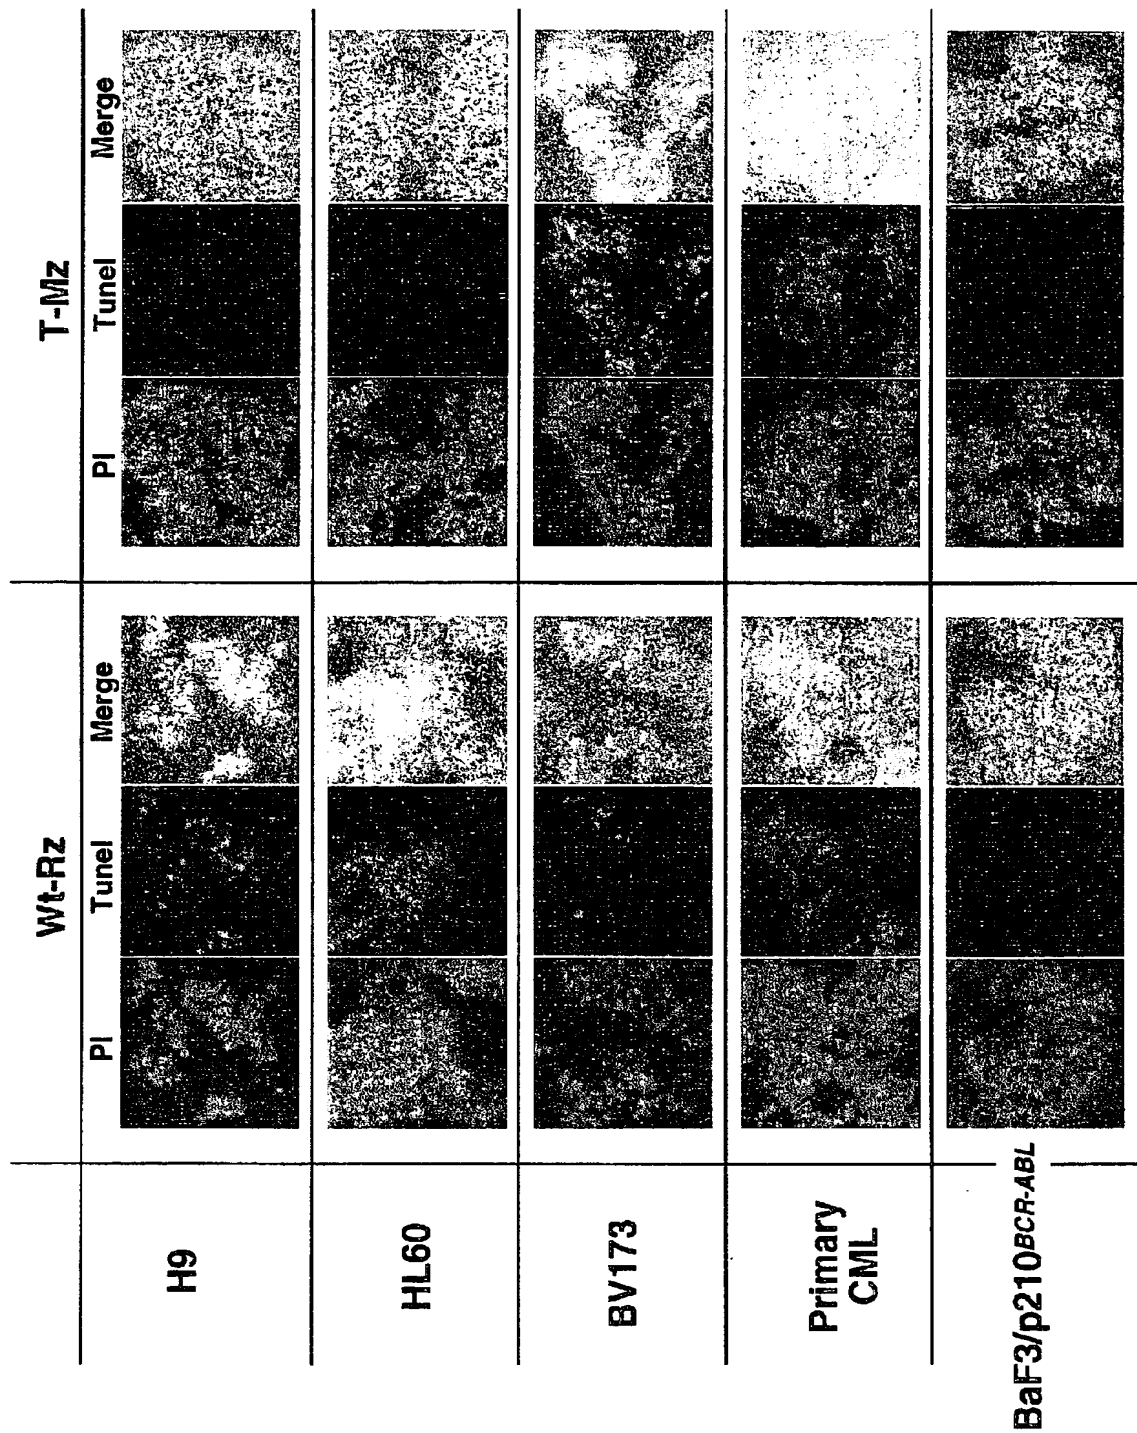 Wt-Rz
T-Mz
PI
Tunel
Merge
PI
Tunel
Merge
H9
HL60
BV173
Primary
CML
BaF3/p210BCR-ABL